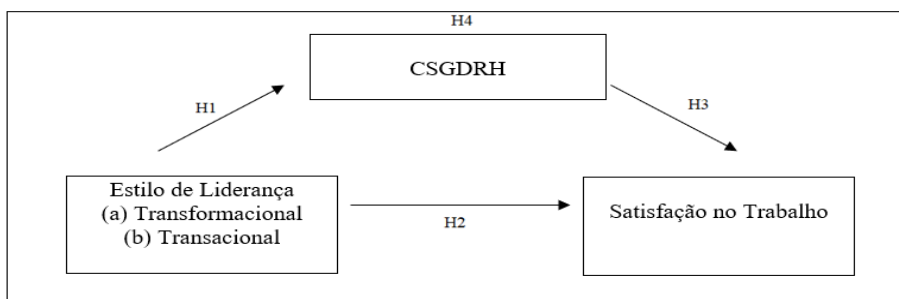 H4
CSGDRH
H1
H3
Estilo de Liderança
(a) Transformacional
(b) Transacional
Satisfação no Trabalho
H2